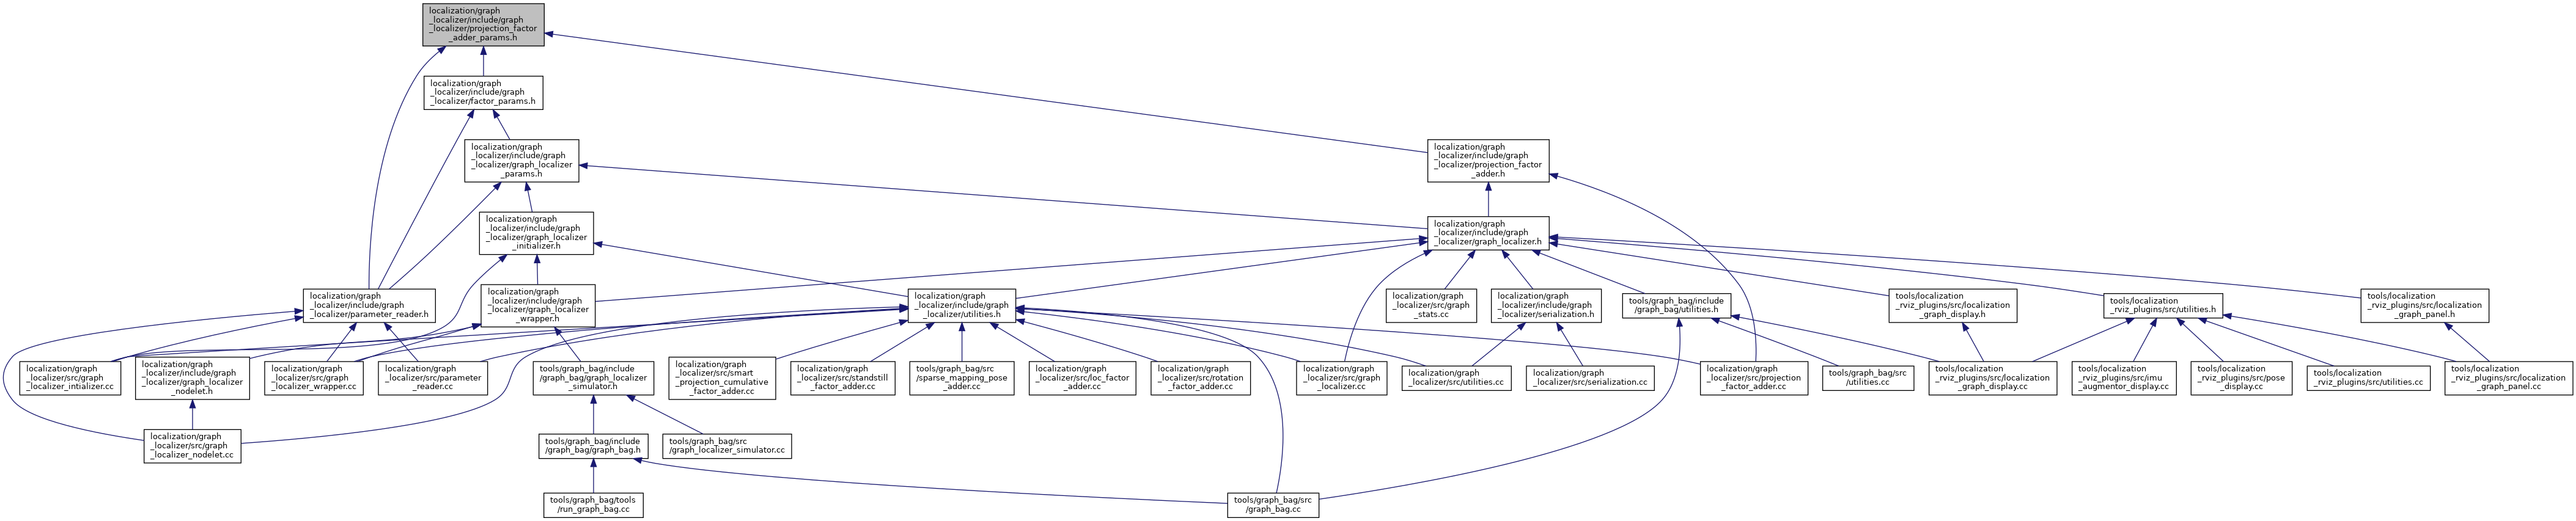 localization/graph
_localizer/include/graph
_localizer/projection_factor
_adder_params.h
localization/graph
_localizer/include/graph
_localizer/factor_params.h
localization/graph
_localizer/include/graph
_localizer/graph_localizer
_params.h
localization/graph
_localizer/include/graph
_localizer/projection_factor
_adder.h
localization/graph
_localizer/include/graph
_localizer/graph_localizer
_initializer.h
localization/graph
_localizer/include/graph
_localizer/graph_localizer.h
localization/graph
_localizer/include/graph
_localizer/parameter_reader.h
localization/graph
_localizer/include/graph
_localizer/graph_localizer
_wrapper.h
localization/graph
_localizer/include/graph
_localizer/utilities.h
localization/graph
_localizer/src/graph
_stats.cc
localization/graph
_localizer/include/graph
_localizer/serialization.h
tools/graph_bag/include
/graph_bag/utilities.h
tools/localization
_rviz_plugins/src/localization
_graph_display.h
tools/localization
_rviz_plugins/src/utilities.h
tools/localization
_rviz_plugins/src/localization
_graph_panel.h
localization/graph
_localizer/src/graph
_localizer_intializer.cc
localization/graph
_localizer/include/graph
_localizer/graph_localizer
_nodelet.h
localization/graph
_localizer/src/graph
_localizer_wrapper.cc
localization/graph
_localizer/src/parameter
_reader.cc
tools/graph_bag/include
/graph_bag/graph_localizer
_simulator.h
localization/graph
_localizer/src/smart
_projection_cumulative
_factor_adder.cc
localization/graph
_localizer/src/standstill
_factor_adder.cc
tools/graph_bag/src
/sparse_mapping_pose
_adder.cc
localization/graph
_localizer/src/loc_factor
_adder.cc
localization/graph
_localizer/src/rotation
_factor_adder.cc
localization/graph
_localizer/src/graph
_localizer.cc
localization/graph
_localizer/src/utilities.cc
localization/graph
_localizer/src/serialization.cc
localization/graph
_localizer/src/projection
_factor_adder.cc
tools/graph_bag/src
/utilities.cc
tools/localization
_rviz_plugins/src/localization
_graph_display.cc
tools/localization
_rviz_plugins/src/imu
_augmentor_display.cc
tools/localization
_rviz_plugins/src/pose
_display.cc
tools/localization
_rviz_plugins/src/utilities.cc
tools/localization
_rviz_plugins/src/localization
_graph_panel.cc
localization/graph
_localizer/src/graph
_localizer_nodelet.cc
tools/graph_bag/include
/graph_bag/graph_bag.h
tools/graph_bag/src
/graph_localizer_simulator.cc
tools/graph_bag/tools
/run_graph_bag.cc
tools/graph_bag/src
/graph_bag.cc